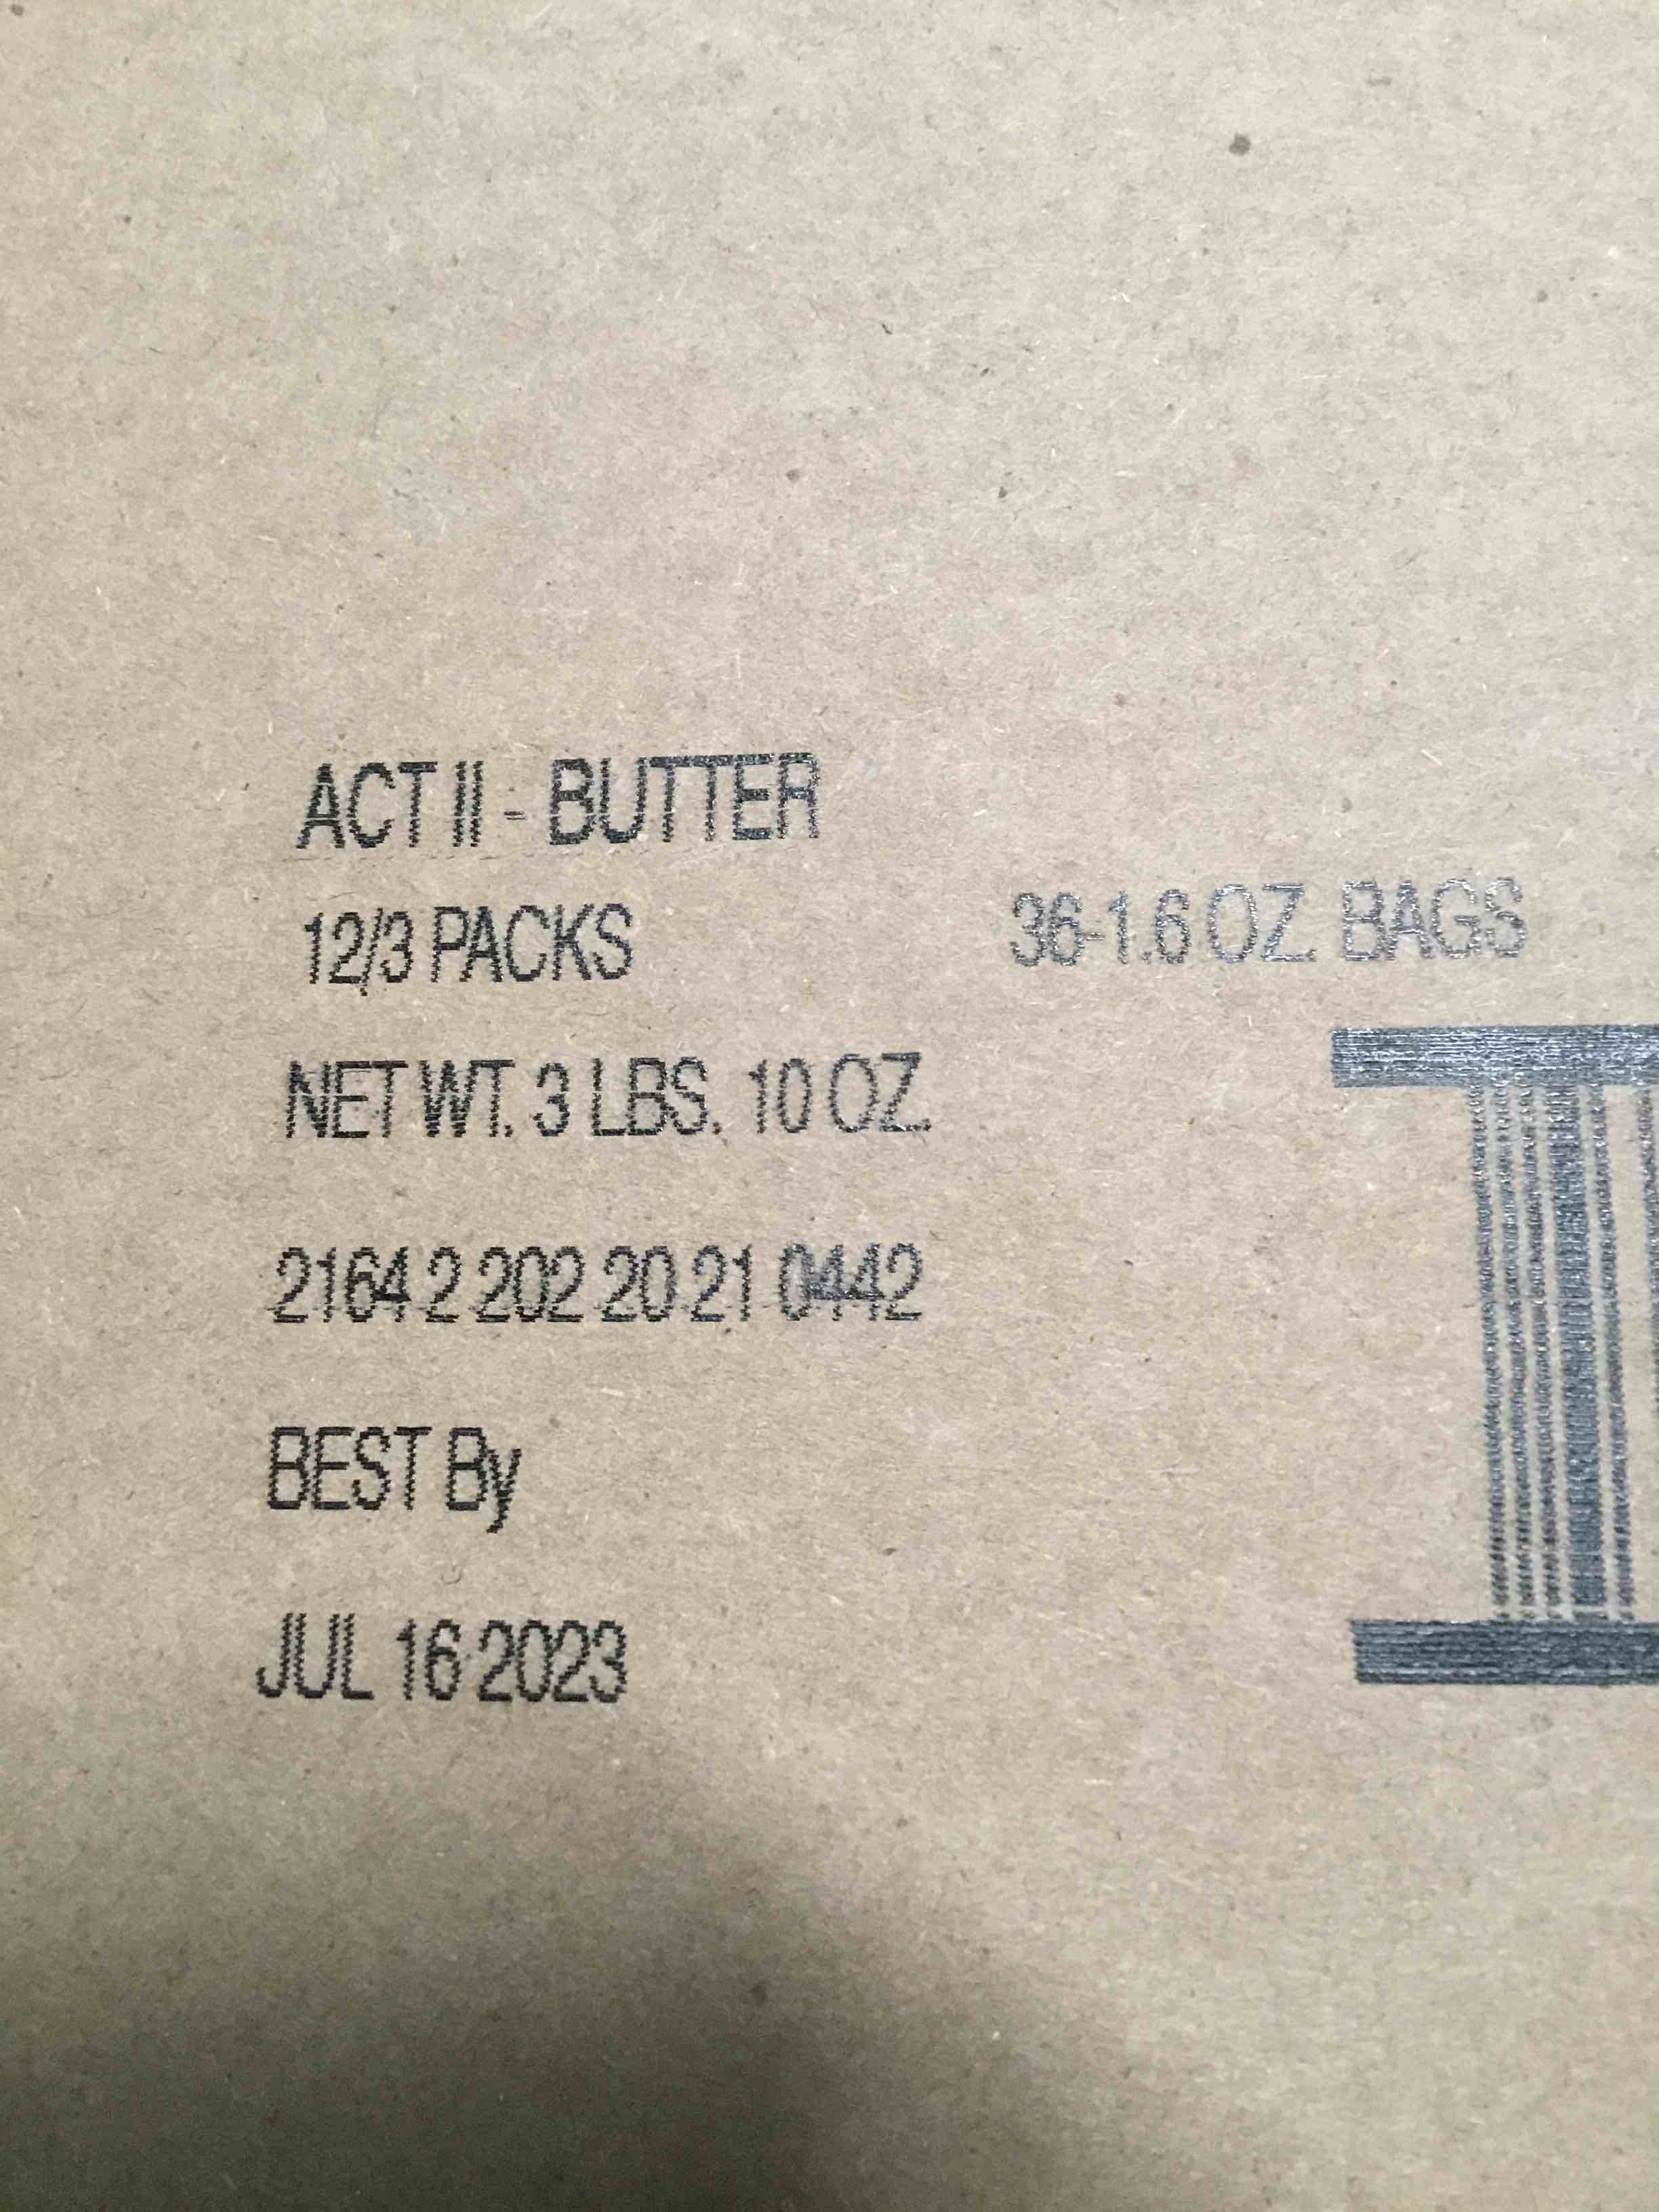 ACT II - BUTTER
12/3 PACKS 36-1.6 OZ. BAGS
NET WT. 3 LBS. 10 OZ.
2164 2 202 20 21 0442
BEST By
JUL 16 2023